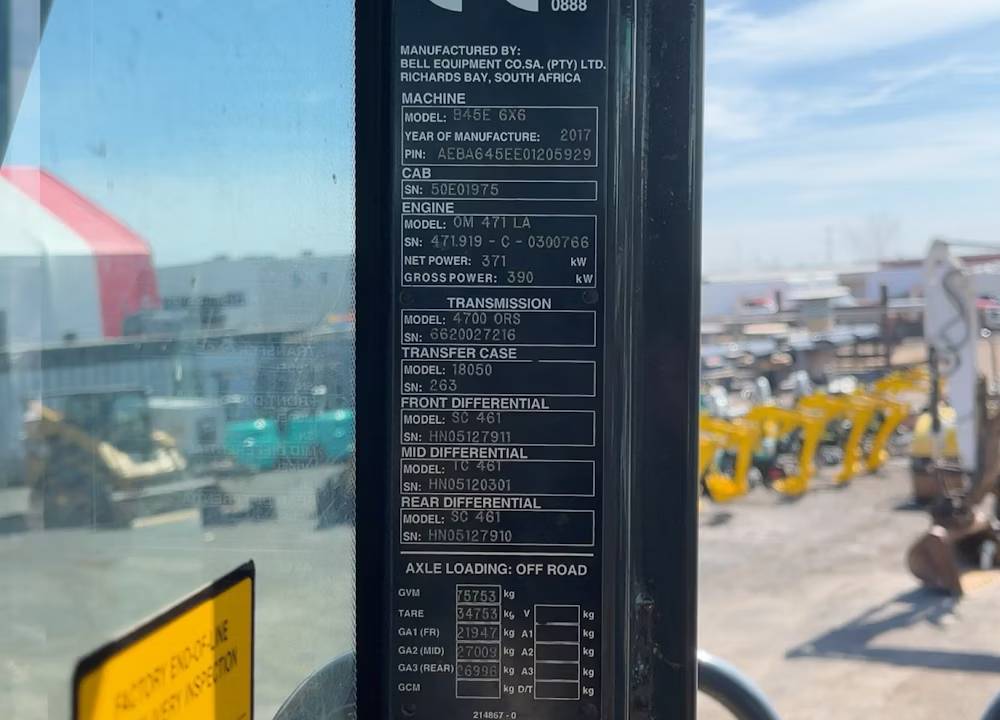 0888
MANUFACTURED BY:
BELL EQUIPMENT CO.SA. (PTY) LTD.
RICHARDS BAY, SOUTH AFRICA
MACHINE
MODEL: B45E 6X6
YEAR OF MANUFACTURE: 2017
PIN: AEBA645EE01205929
CAB
SN: 50E01975
ENGINE
MODEL: OM 471 LA
SN: 471.919 - C - 0300766
NET POWER: 371 kW
GROSS POWER: 390 kW
TRANSMISSION
MODEL: 4700 ORS
SN: 6620027216
TRANSFER CASE
MODEL: 18050
SN: 263
FRONT DIFFERENTIAL
MODEL: SC 461
SN: HN05127911
MID DIFFERENTIAL
MODEL: TC 461
SN: HN05120301
REAR DIFFERENTIAL
MODEL: SC 461
SN: HN05127910
AXLE LOADING: OFF ROAD
GVM 75753 kg
TARE 34753 kg V kg
GA1 (FR) 21947 kg A1 kg
GA2 (MID) 27009 kg A2 kg
GA3 (REAR) 26996 kg A3 kg
GCM kg D/T kg
214867 - 0
FACTORY END-OF-LINE
DELIVERY INSPECTION